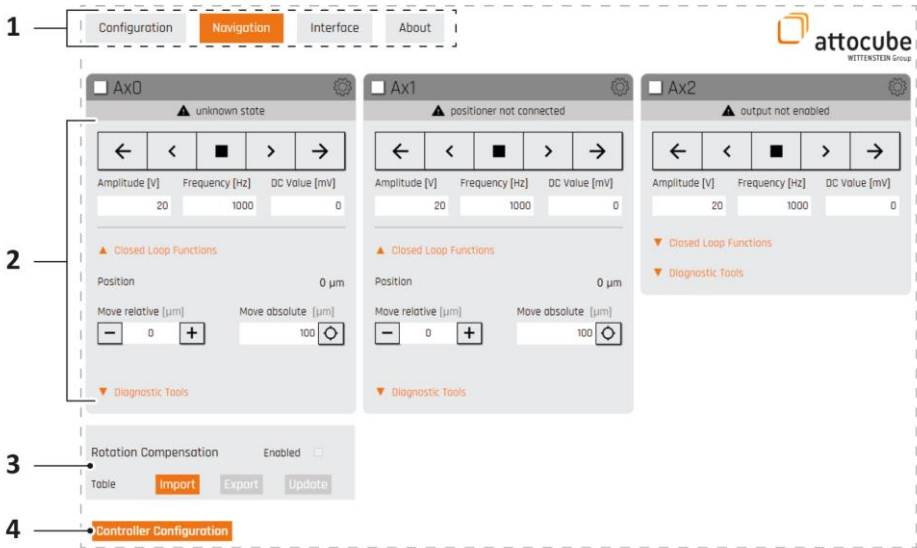 1
Configuration Navigation Interface About
attocube
WITTENSTEIN Group
Ax0 Ax1 Ax2
unknown state positioner not connected output not enabled
Amplitude [V] Frequency [Hz] DC Value [mV] Amplitude [V] Frequency [Hz] DC Value [mV] Amplitude [V] Frequency [Hz] DC Value [mV]
20 1000 0 20 1000 0 20 1000 0
2
Closed Loop Functions Closed Loop Functions Closed Loop Functions
Diagnostic Tools
Position 0 µm Position 0 µm
Move relative [µm] Move absolute [µm] Move relative [µm] Move absolute [µm]
0 100 0 100
Diagnostic Tools Diagnostic Tools
3
Rotation Compensation Enabled
Table Import Export Update
4
Controller Configuration